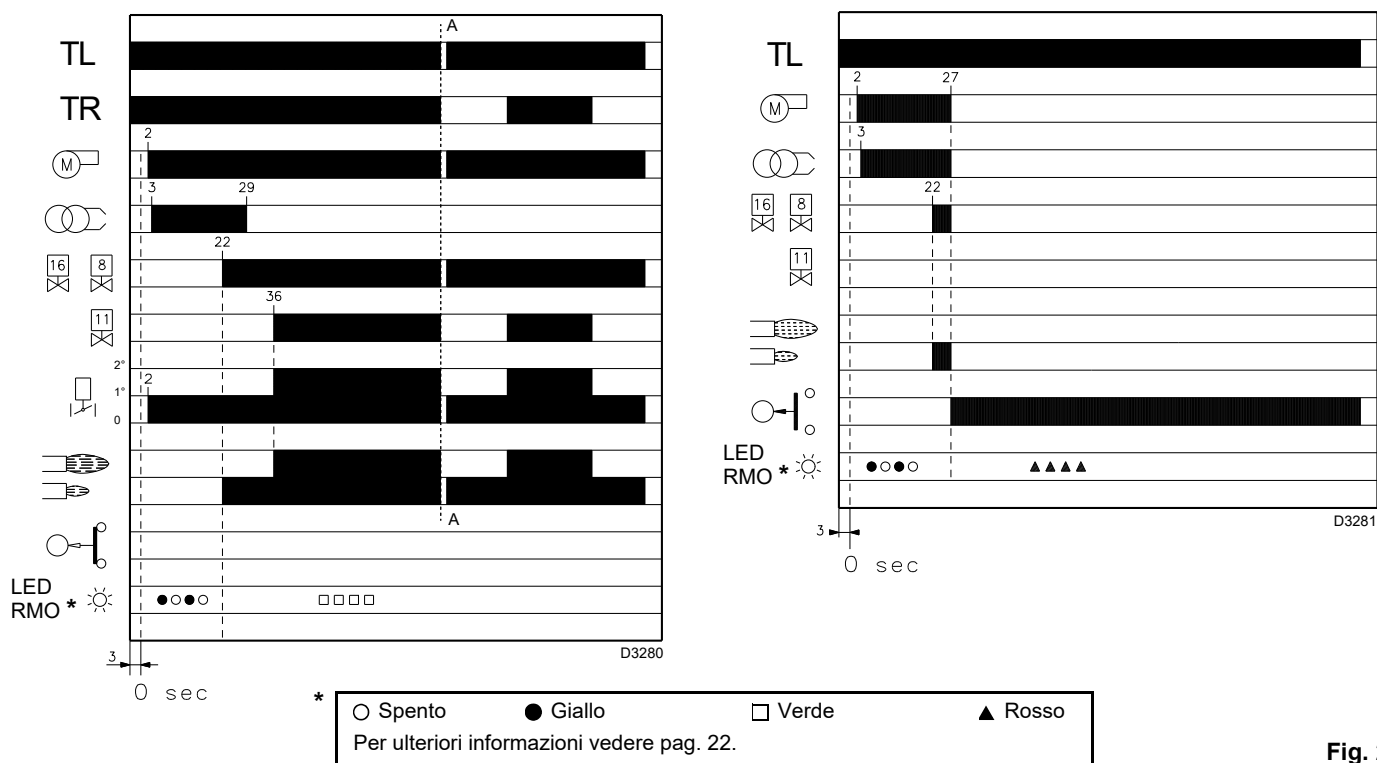 A
TL
TR
2
M
3 29
22
16 8
36
11
2°
1°
0
2
A
LED
RMO *
D3280
3
0 sec
TL
2 27
M
3
22
16 8
11
LED
RMO *
D3281
3
0 sec
*
Spento Giallo Verde Rosso
Per ulteriori informazioni vedere pag. 22.
Fig.